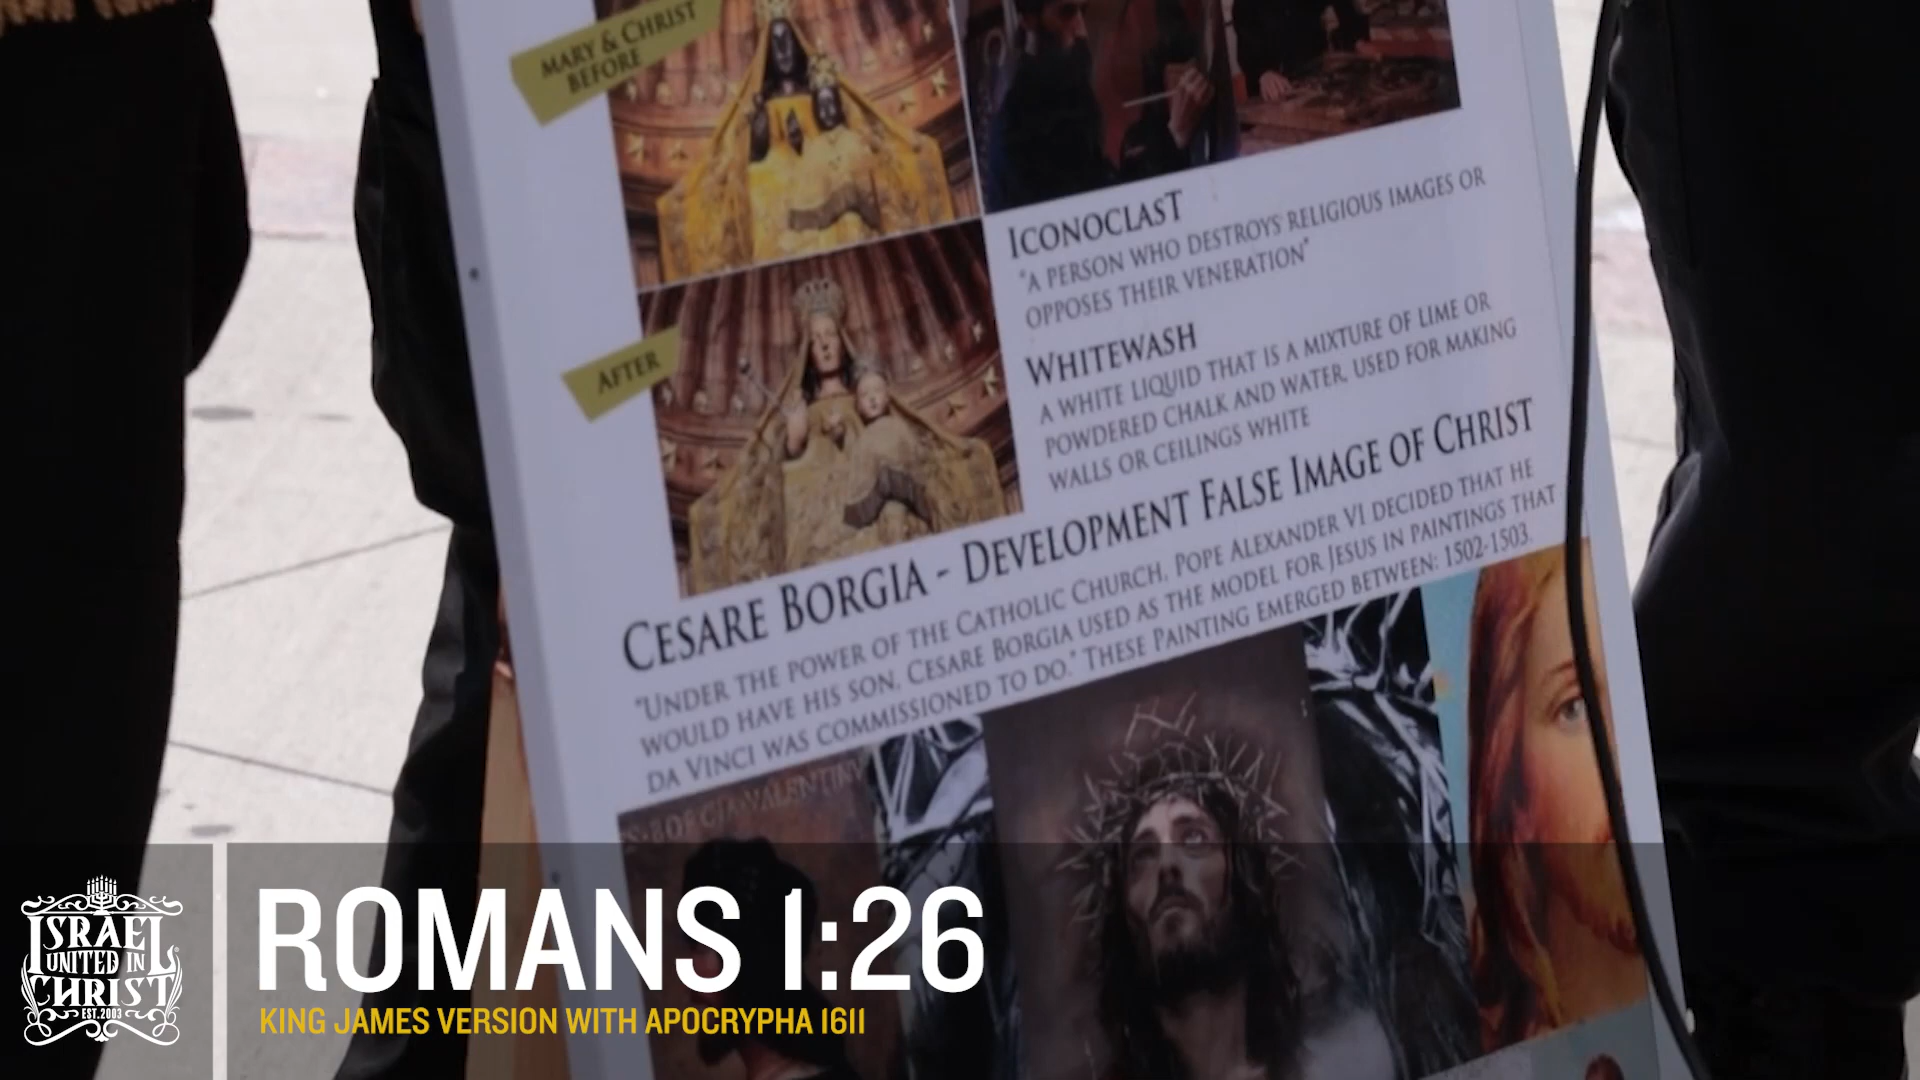 MARY & CHRIST
BEFORE
AFTER
ICONOCLAST
"A PERSON WHO DESTROYS RELIGIOUS IMAGES OR
OPPOSES THEIR VENERATION"
WHITEWASH
A WHITE LIQUID THAT IS A MIXTURE OF LIME OR
POWDERED CHALK AND WATER, USED FOR MAKING
WALLS OR CEILINGS WHITE
CESARE BORGIA - DEVELOPMENT FALSE IMAGE OF CHRIST
"UNDER THE POWER OF THE CATHOLIC CHURCH, POPE ALEXANDER VI DECIDED THAT HE
WOULD HAVE HIS SON, CESARE BORGIA USED AS THE MODEL FOR JESUS IN PAINTINGS THAT
DA VINCI WAS COMMISSIONED TO DO." THESE PAINTING EMERGED BETWEEN: 1502-1503.
BORGIA VALENTIN
ISRAEL
UNITED IN
CHRIST
EST. 2003
ROMANS 1:26
KING JAMES VERSION WITH APOCRYPHA 1611